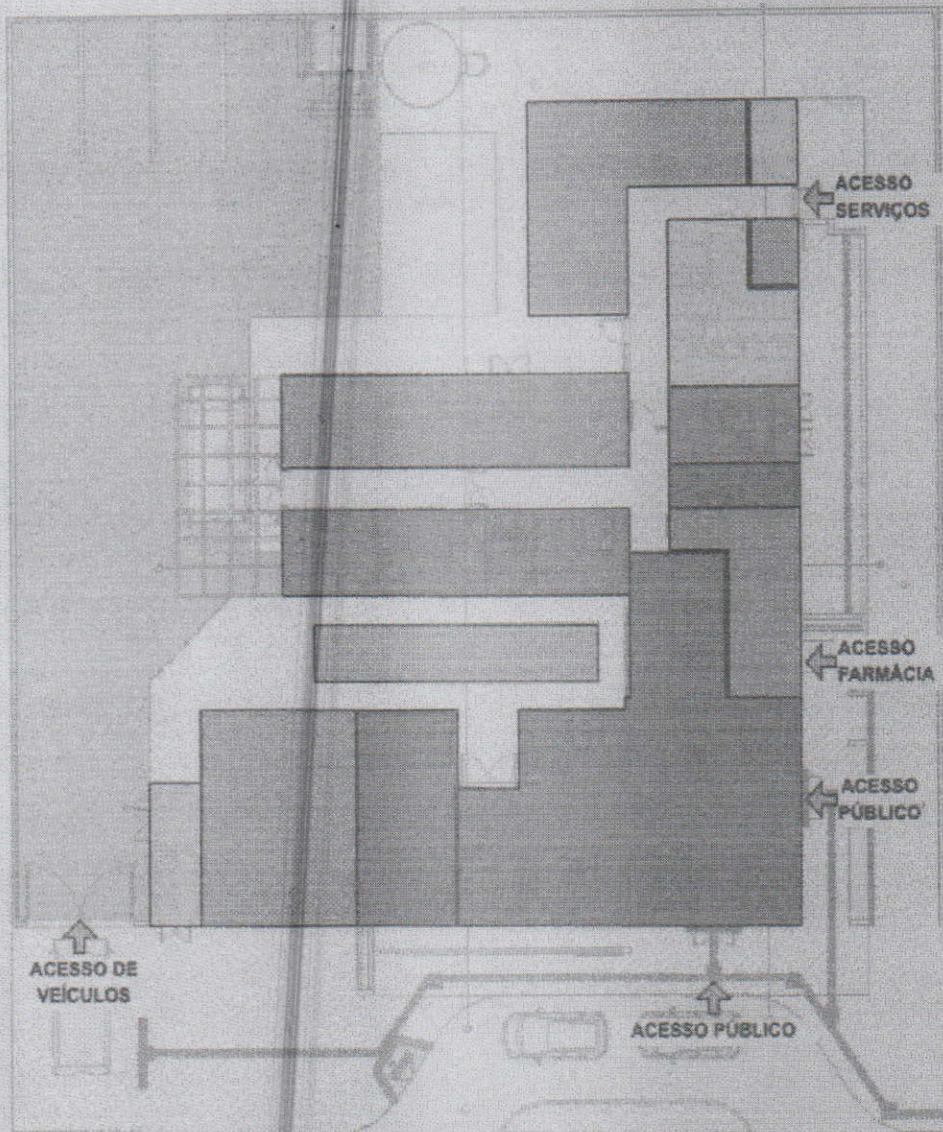 ACESSO
SERVIÇOS
ACESSO
FARMÁCIA
ACESSO
PÚBLICO
ACESSO DE
VEÍCULOS
ACESSO PÚBLICO